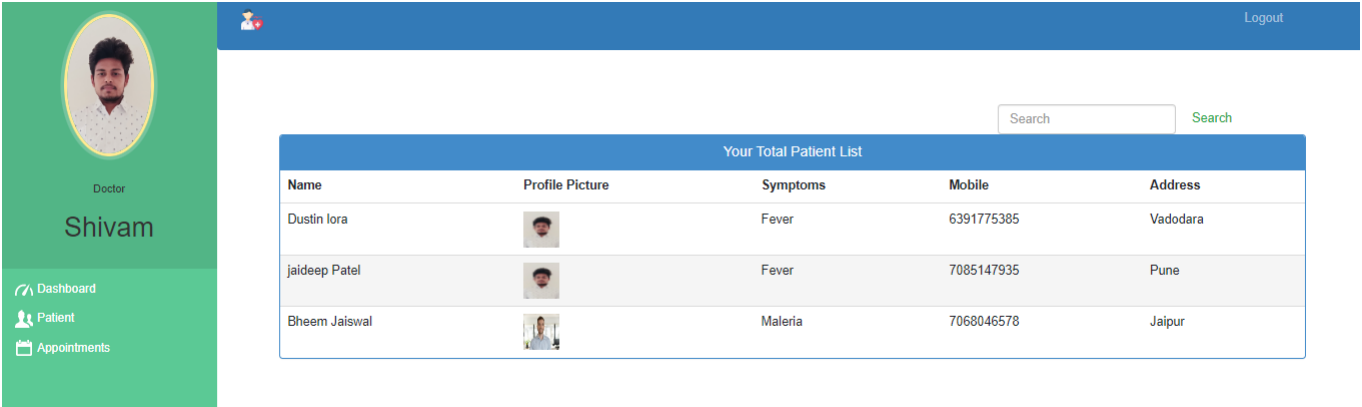 Logout
Doctor
Shivam
Dashboard
Patient
Appointments
Search Search
Your Total Patient List
Name Profile Picture Symptoms Mobile Address
Dustin lora Fever 6391775385 Vadodara
jaideep Patel Fever 7085147935 Pune
Bheem Jaiswal Maleria 7068046578 Jaipur